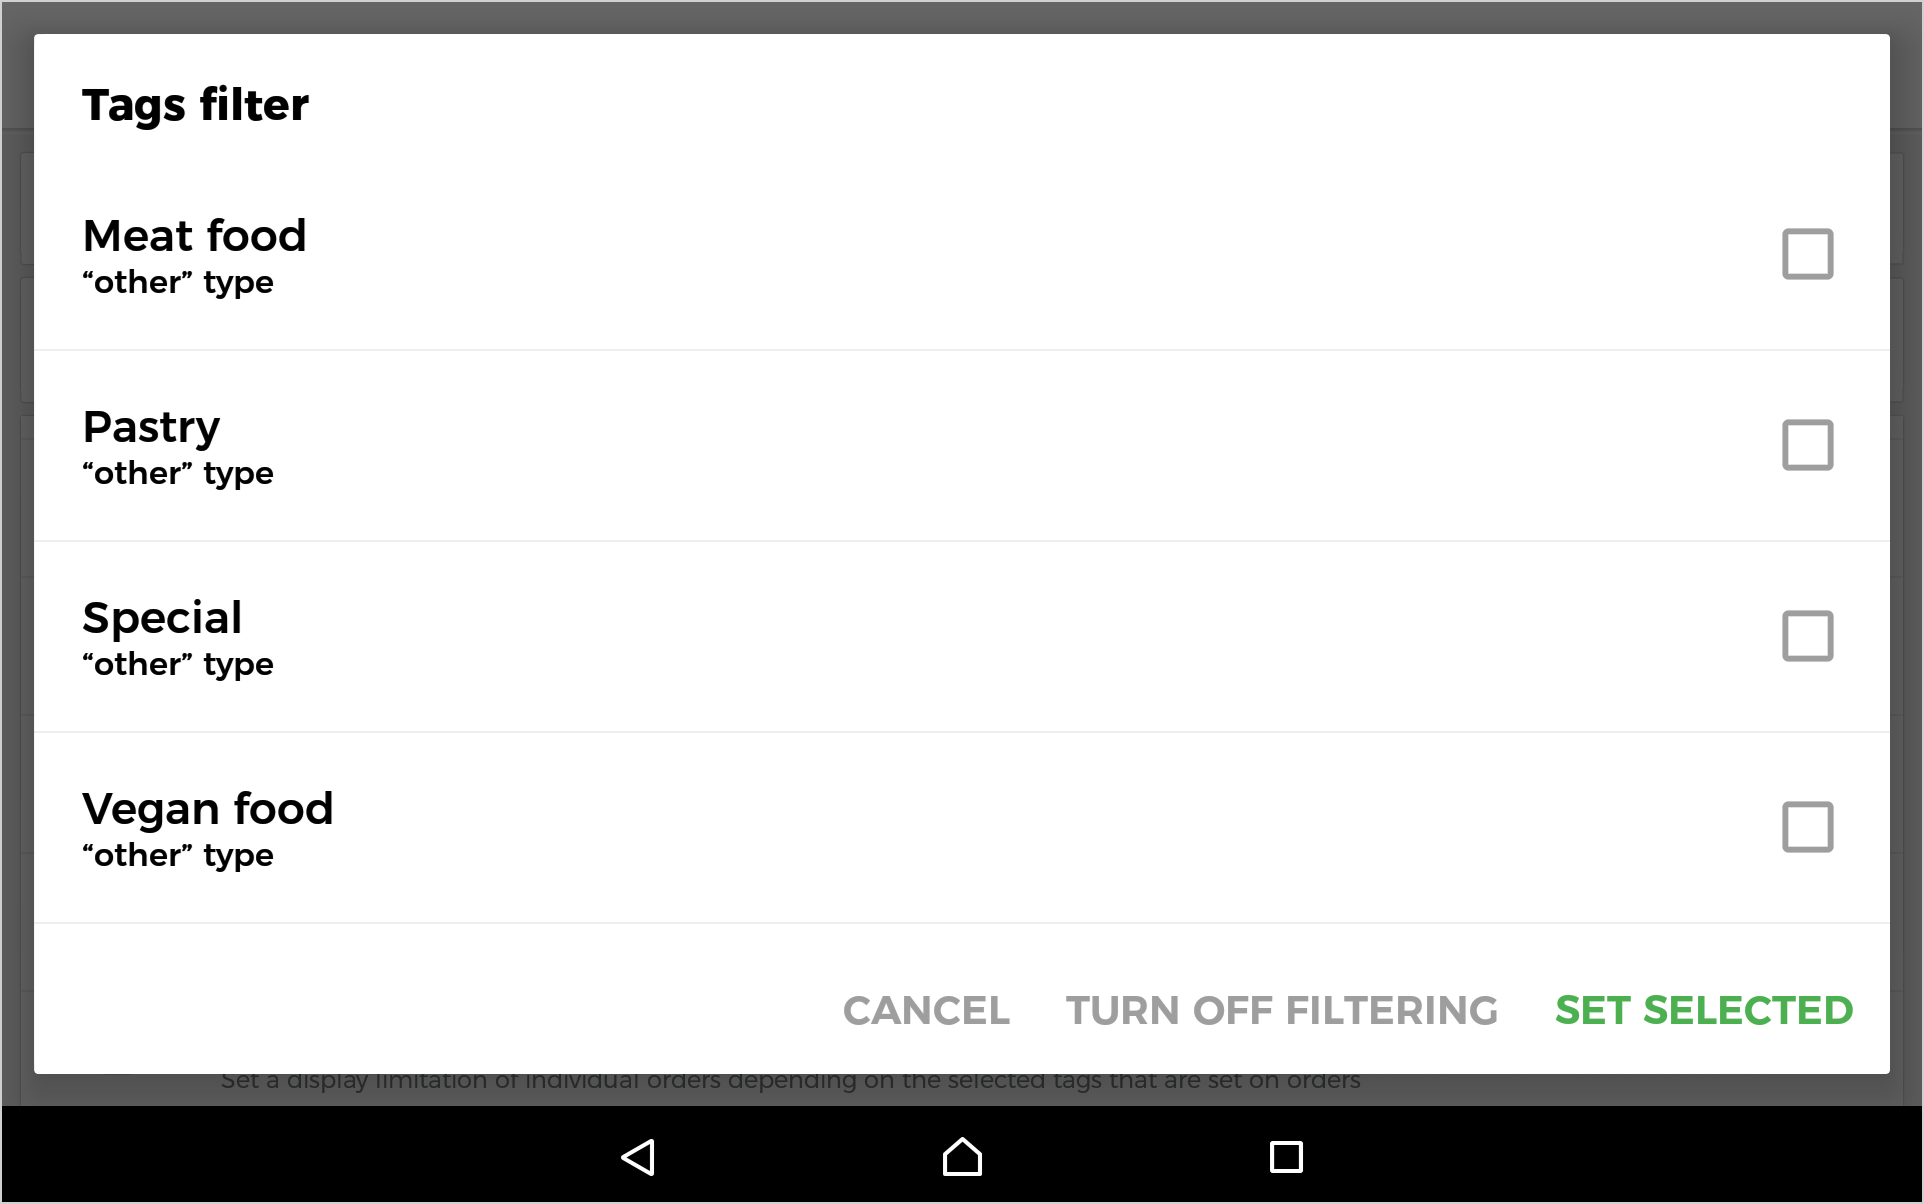 Tags filter
Meat food
“other” type
Pastry
“other” type
Special
“other” type
Vegan food
“other” type
CANCEL TURN OFF FILTERING SET SELECTED
Set a display limitation of individual orders depending on the selected tags that are set on orders